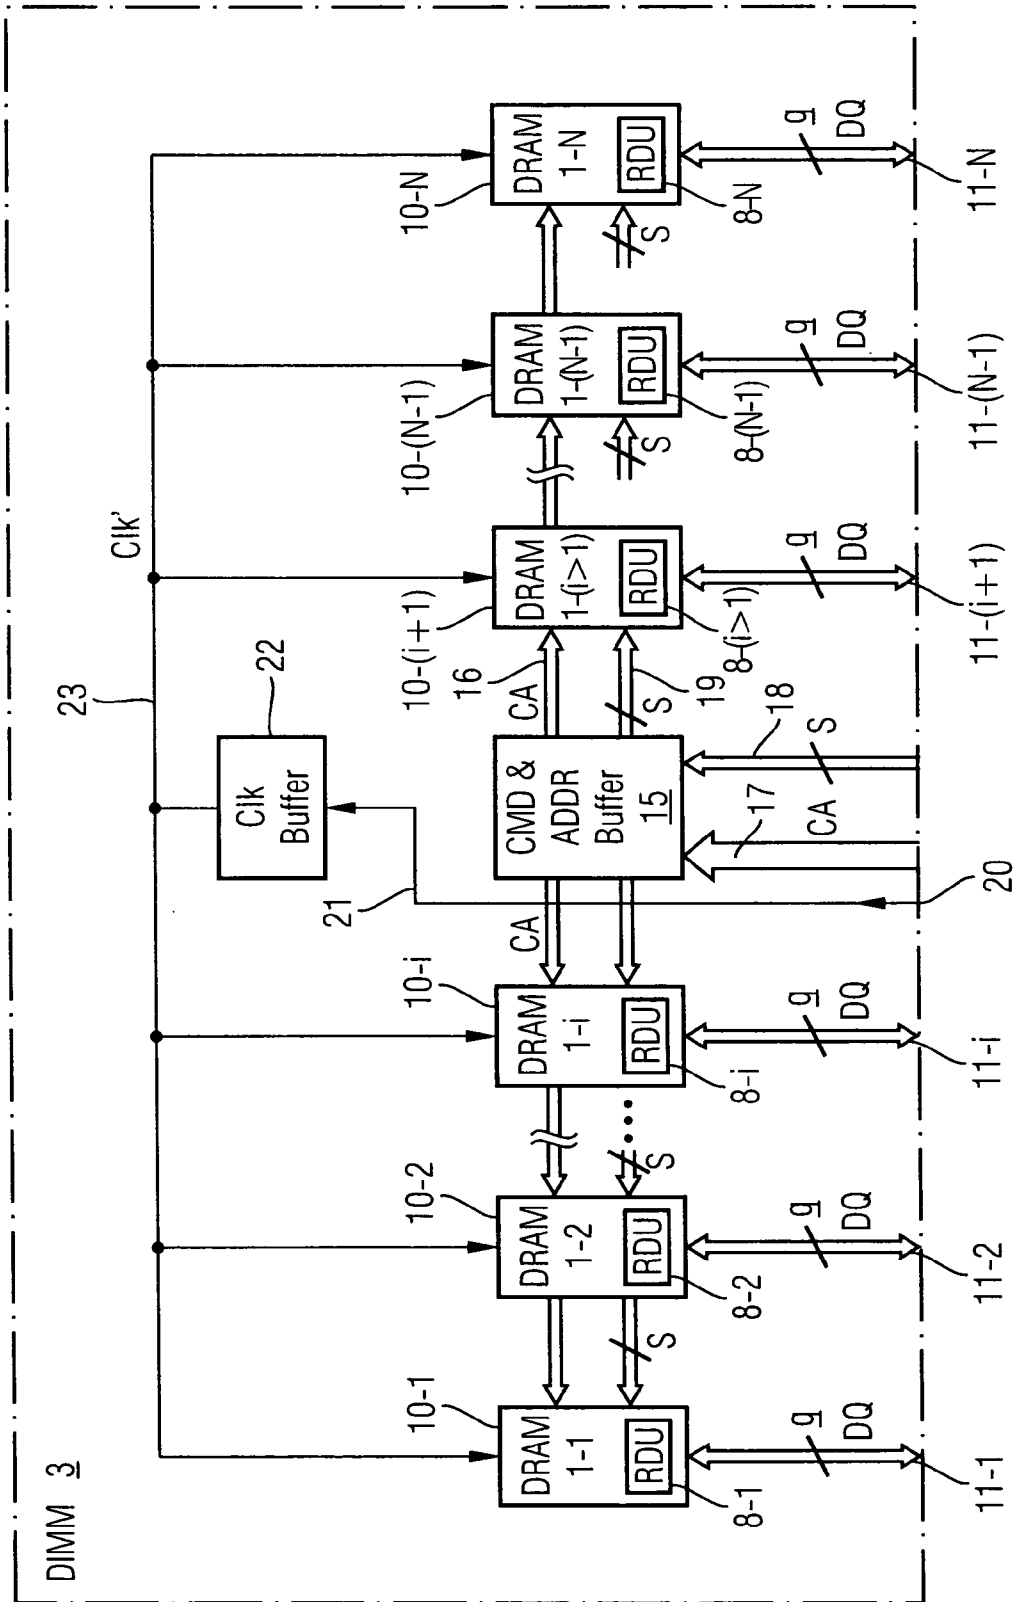 DIMM 3
23
Clk'
22
Clk
Buffer
21
10-1
10-2
10-i
10-(i+1)
10-(N-1)
10-N
16
CA
CA
DRAM
1-1
RDU
DRAM
1-2
RDU
DRAM
1-i
RDU
CMD &
ADDR
Buffer
15
DRAM
1-(i>1)
RDU
DRAM
1-(N-1)
RDU
DRAM
1-N
RDU
S
S
S
S
S
8-1
8-2
8-i
19
8-(i>1)
8-(N-1)
8-N
17
18
CA
S
q
DQ
q
DQ
q
DQ
q
DQ
q
DQ
q
DQ
11-1
11-2
11-i
20
11-(i+1)
11-(N-1)
11-N